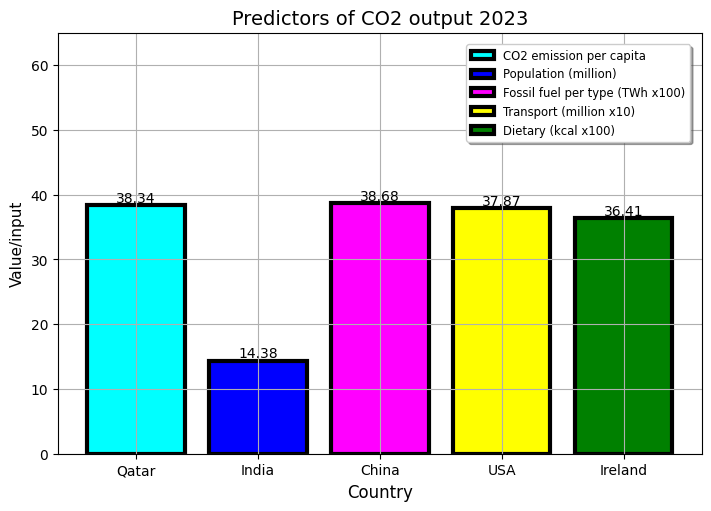 Predictors of CO2 output 2023
CO2 emission per capita
Population (million)
Fossil fuel per type (TWh x100)
Transport (million x10)
Dietary (kcal x100)
Value/input
60
50
40
30
20
10
0
38.34
14.38
38.68
37.87
36.41
Qatar
India
China
USA
Ireland
Country